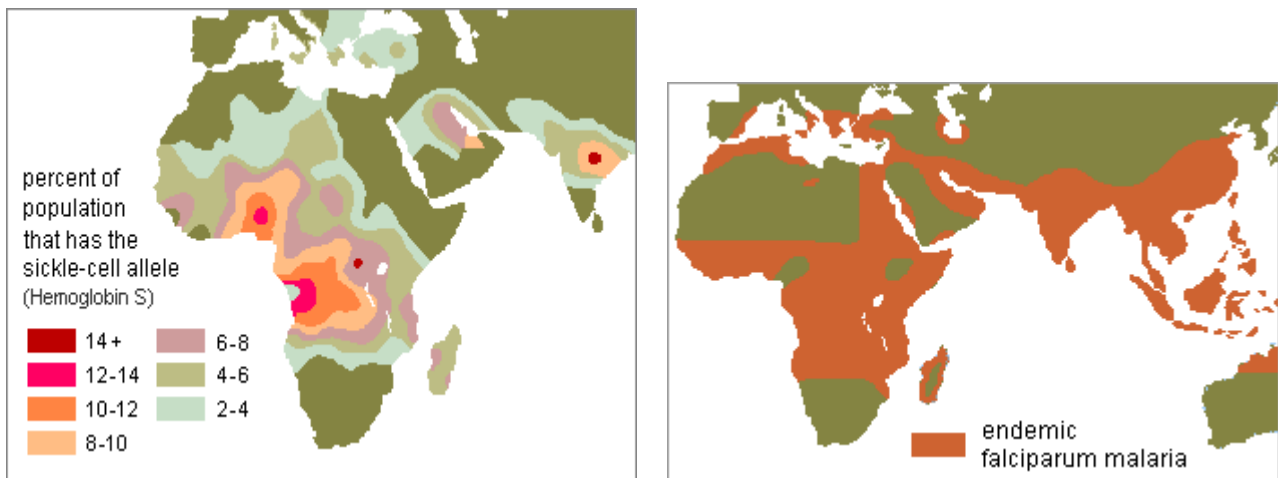 percent of
population
that has the
sickle-cell allele
(Hemoglobin S)
14+
12-14
10-12
8-10
6-8
4-6
2-4
endemic
falciparum malaria